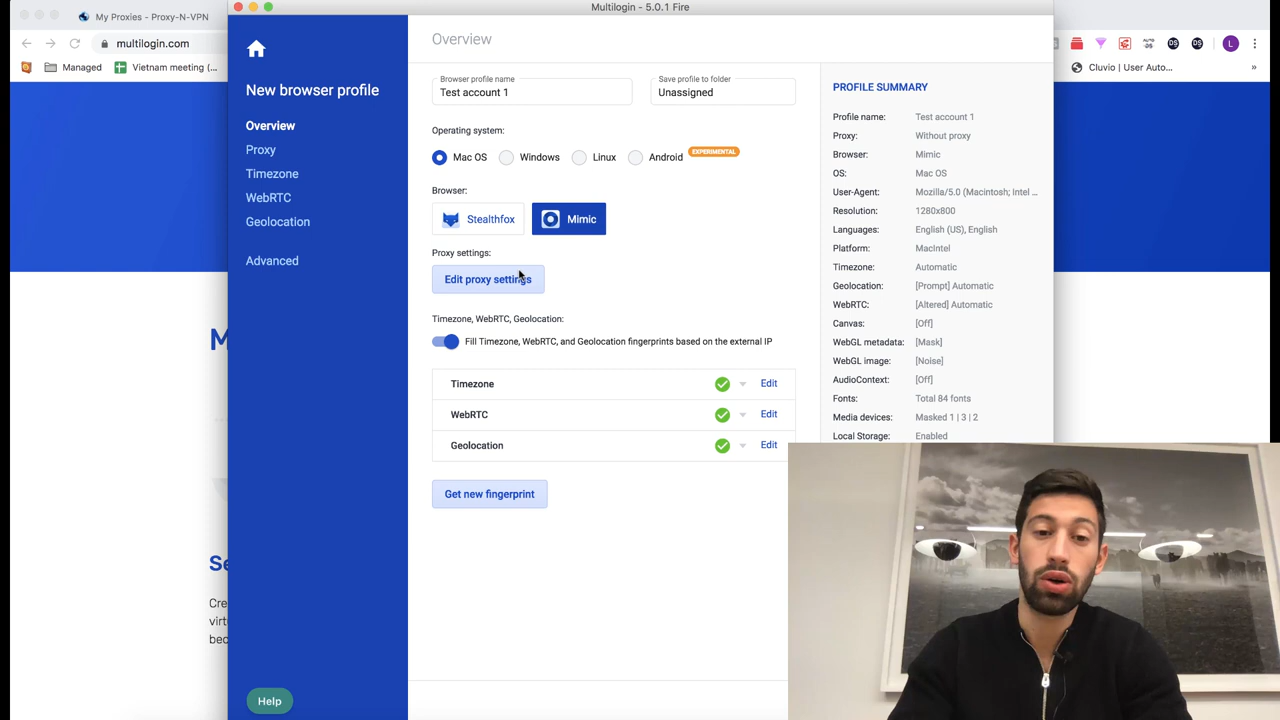 My Proxies - Proxy-N-VPN
Multilogin - 5.0.1 Fire
multilogin.com
Managed
Vietnam meeting (...
Cluvio | User Auto...
»
L
New browser profile
Overview
Proxy
Timezone
WebRTC
Geolocation
Advanced
Help
Overview
Browser profile name
Test account 1
Save profile to folder
Unassigned
Operating system:
Mac OS
Windows
Linux
Android
EXPERIMENTAL
Browser:
Stealthfox
Mimic
Proxy settings:
Edit proxy settings
Timezone, WebRTC, Geolocation:
Fill Timezone, WebRTC, and Geolocation fingerprints based on the external IP
Timezone Edit
WebRTC Edit
Geolocation Edit
Get new fingerprint
PROFILE SUMMARY
Profile name: Test account 1
Proxy: Without proxy
Browser: Mimic
OS: Mac OS
User-Agent: Mozilla/5.0 (Macintosh; Intel ...
Resolution: 1280x800
Languages: English (US), English
Platform: MacIntel
Timezone: Automatic
Geolocation: [Prompt] Automatic
WebRTC: [Altered] Automatic
Canvas: [Off]
WebGL metadata: [Mask]
WebGL image: [Noise]
AudioContext: [Off]
Fonts: Total 84 fonts
Media devices: Masked 1 | 3 | 2
Local Storage: Enabled
M
Se
Cre
virt
bec